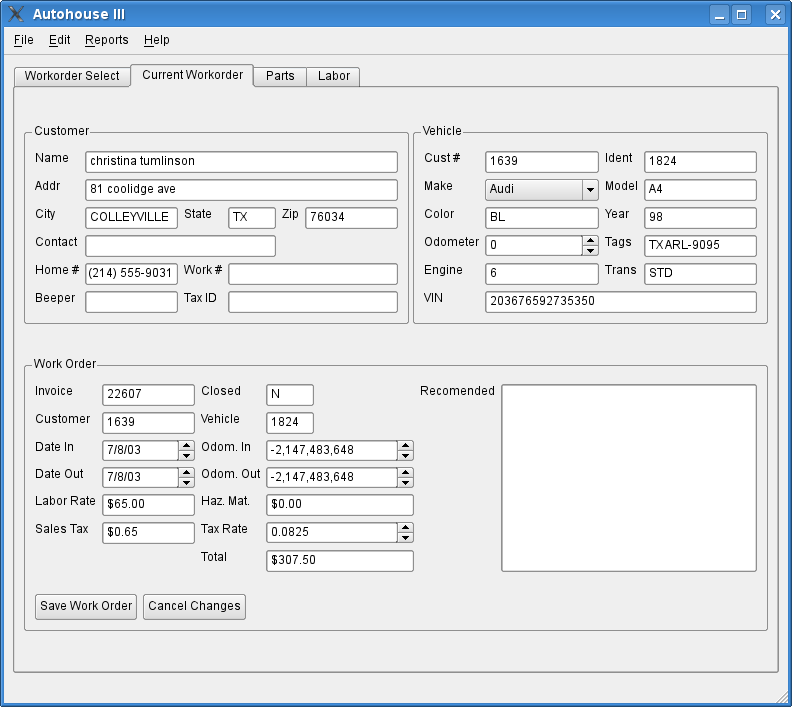 Autohouse III
File Edit Reports Help
Workorder Select Current Workorder Parts Labor
Customer
Name christina tumlinson
Addr 81 coolidge ave
City COLLEYVILLE State TX Zip 76034
Contact
Home # (214) 555-9031 Work #
Beeper Tax ID
Vehicle
Cust # 1639 Ident 1824
Make Audi Model A4
Color BL Year 98
Odometer 0 Tags TXARL-9095
Engine 6 Trans STD
VIN 203676592735350
Work Order
Invoice 22607 Closed N Recomended
Customer 1639 Vehicle 1824
Date In 7/8/03 Odom. In -2,147,483,648
Date Out 7/8/03 Odom. Out -2,147,483,648
Labor Rate $65.00 Haz. Mat. $0.00
Sales Tax $0.65 Tax Rate 0.0825
Total $307.50
Save Work Order Cancel Changes